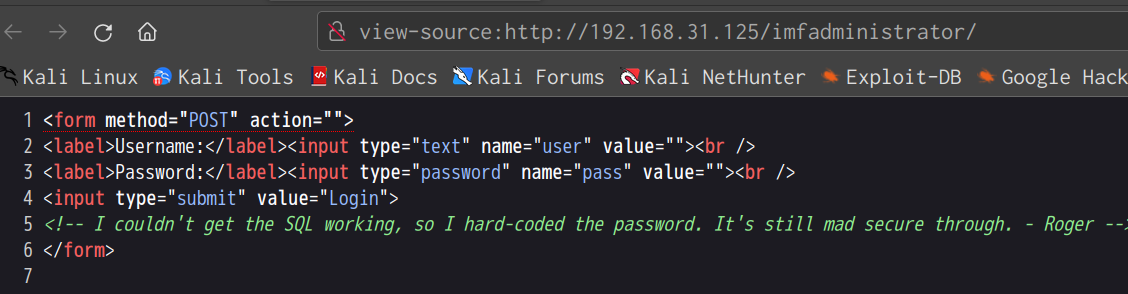 view-source:http://192.168.31.125/imfadministrator/
Kali Linux Kali Tools Kali Docs Kali Forums Kali NetHunter Exploit-DB Google Hack
1 <form method="POST" action="">
2 <label>Username:</label><input type="text" name="user" value=""><br />
3 <label>Password:</label><input type="password" name="pass" value=""><br />
4 <input type="submit" value="Login">
5 <!-- I couldn't get the SQL working, so I hard-coded the password. It's still mad secure through. - Roger -->
6 </form>
7